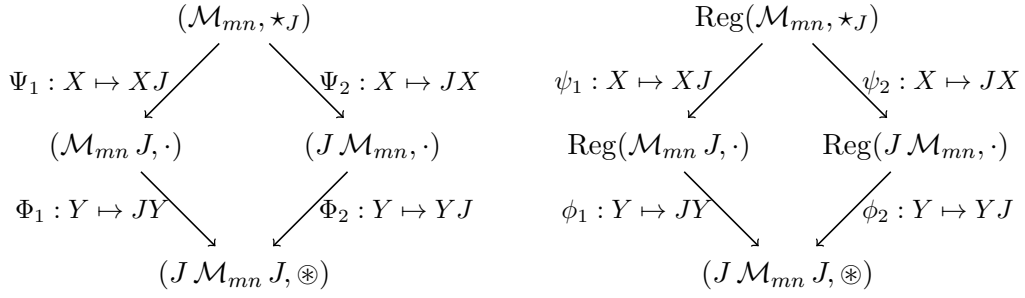 (ℳ_{mn}, ⋆_J) Reg(ℳ_{mn}, ⋆_J)
Ψ_1 : X ↦ XJ Ψ_2 : X ↦ JX ψ_1 : X ↦ XJ ψ_2 : X ↦ JX
(ℳ_{mn} J, ·) (J ℳ_{mn}, ·) Reg(ℳ_{mn} J, ·) Reg(J ℳ_{mn}, ·)
Φ_1 : Y ↦ JY Φ_2 : Y ↦ YJ ϕ_1 : Y ↦ JY ϕ_2 : Y ↦ YJ
(J ℳ_{mn} J, ⊛) (J ℳ_{mn} J, ⊛)